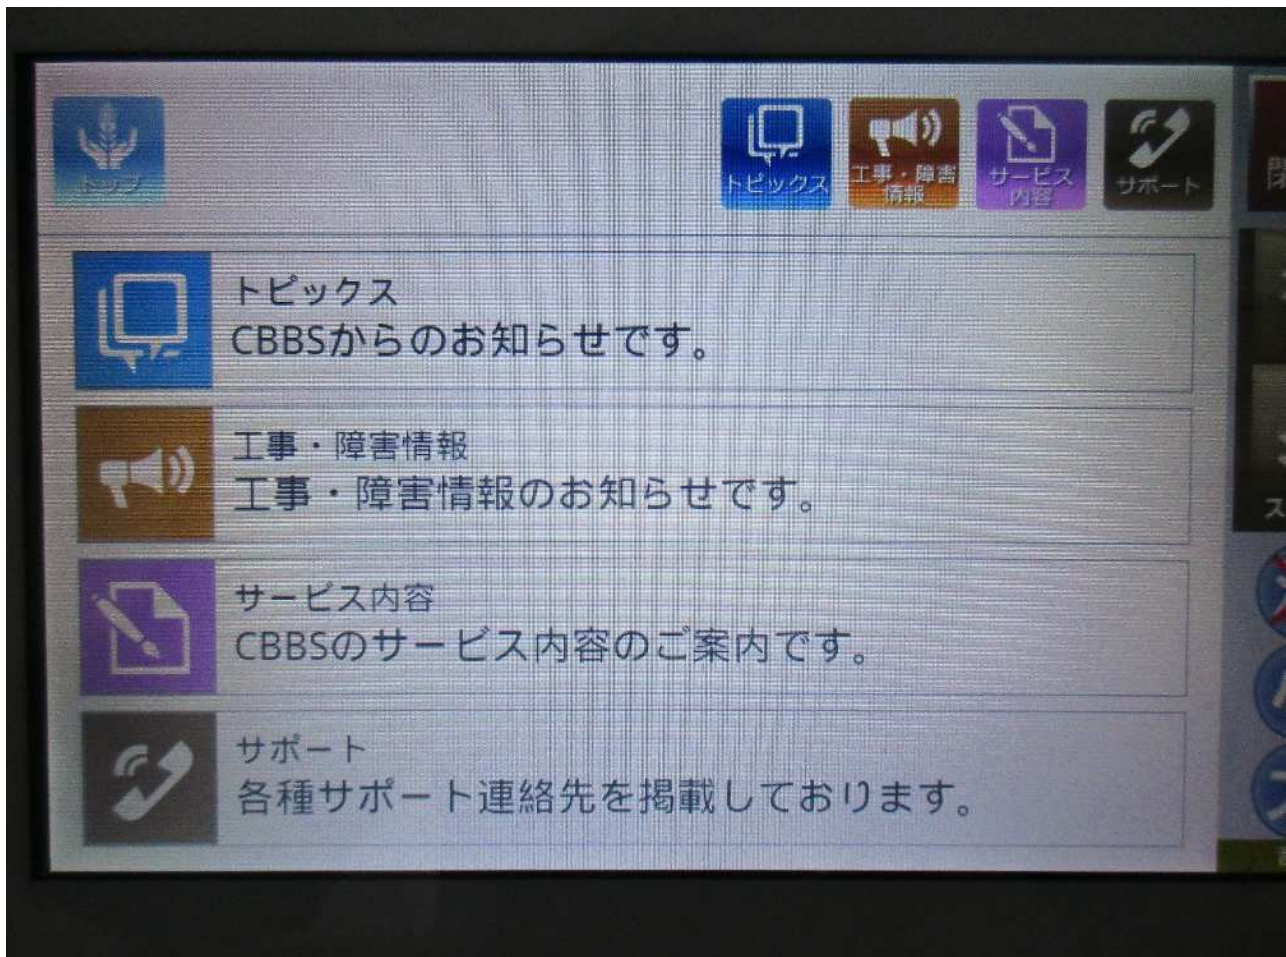 トップ
トピックス
工事・障害
情報
サービス
内容
サポート
トピックス
CBBSからのお知らせです。
工事・障害情報
工事・障害情報のお知らせです。
サービス内容
CBBSのサービス内容のご案内です。
サポート
各種サポート連絡先を掲載しております。